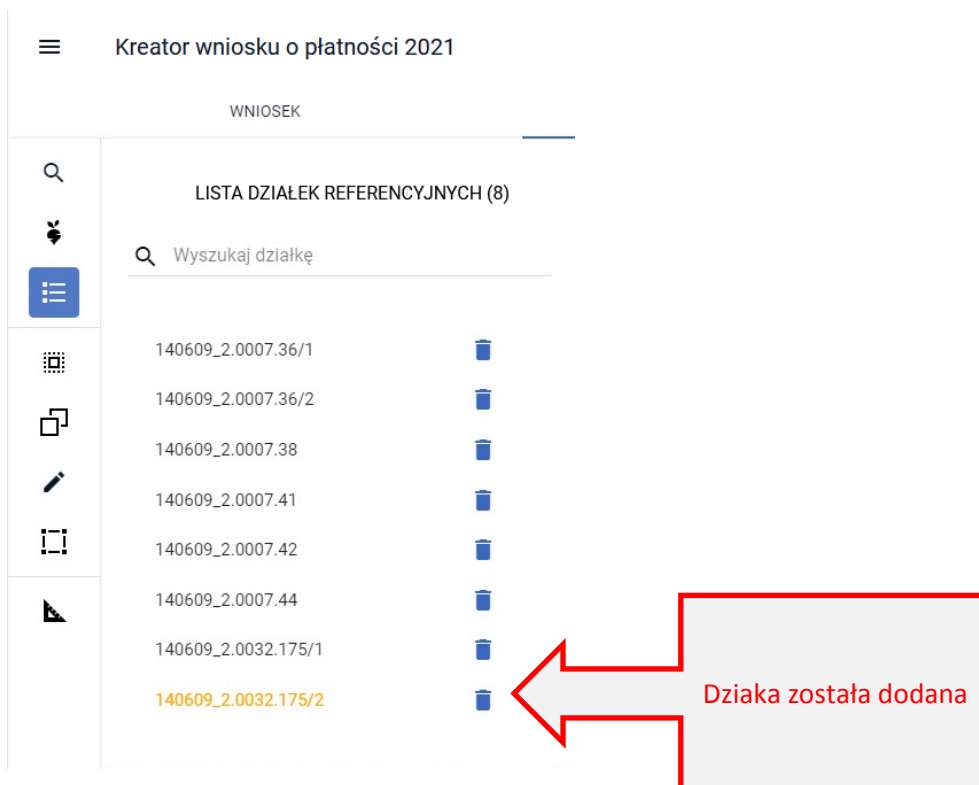 Kreator wniosku o płatności 2021
WNIOSEK
LISTA DZIAŁEK REFERENCYJNYCH (8)
Wyszukaj działkę
140609_2.0007.36/1
140609_2.0007.36/2
140609_2.0007.38
140609_2.0007.41
140609_2.0007.42
140609_2.0007.44
140609_2.0032.175/1
140609_2.0032.175/2
Dziaka została dodana